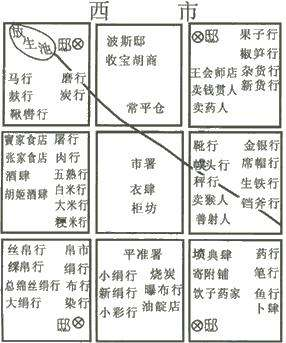 西 市
放生池 邸
马行 磨行
麸行 炭行
鞦辔行
波斯邸
收宝胡商
常平仓
邸 果子行
椒笋行
王会师店 杂货行
卖钱贯人 新货行
卖药人
窦家食店 屠行
张家食店 肉行
酒肆 五熟行
胡姬酒肆 白米行
大米行
粳米行
市署
衣肆
柜坊
靴行 金银行
幞头行 席帽行
秤行 生铁行
卖猴人 铛斧行
善射人
丝帛行 帛市
綵帛行 绢行
总绵丝绢行 布行
大绢行 染行
邸
平准署
小绢行 烧炭
新绢行 曝布行
小彩行 油靛店
坟典肆 药行
寄附铺 笔行
饮子药家 鱼行
卜肆
邸